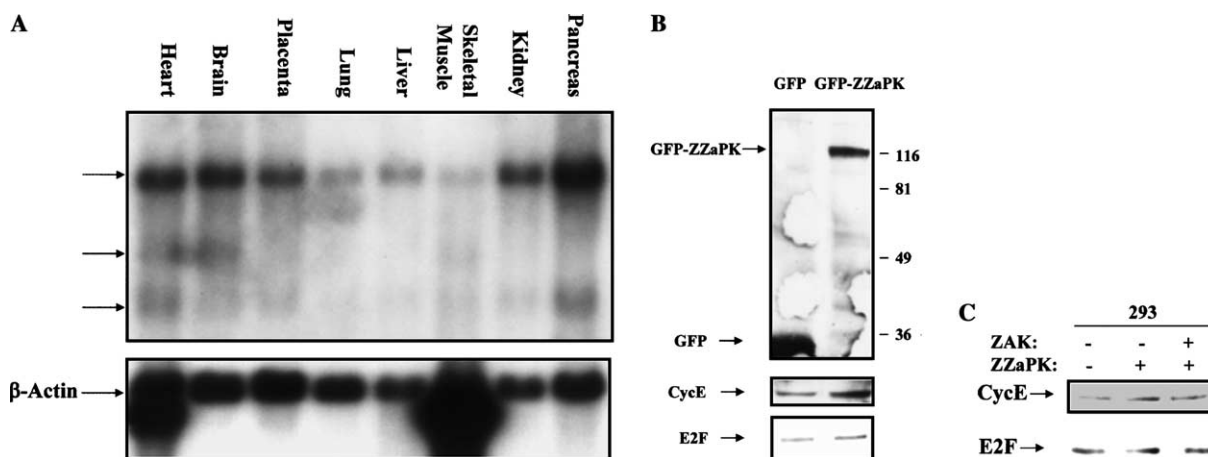 A
Heart
Brain
Placenta
Lung
Liver
Skeletal
Muscle
Kidney
Pancreas
β-Actin
B
GFP GFP-ZZaPK
GFP-ZZaPK
116
81
49
36
GFP
CycE
E2F
C
293
ZAK: - - +
ZZaPK: - + +
CycE
E2F